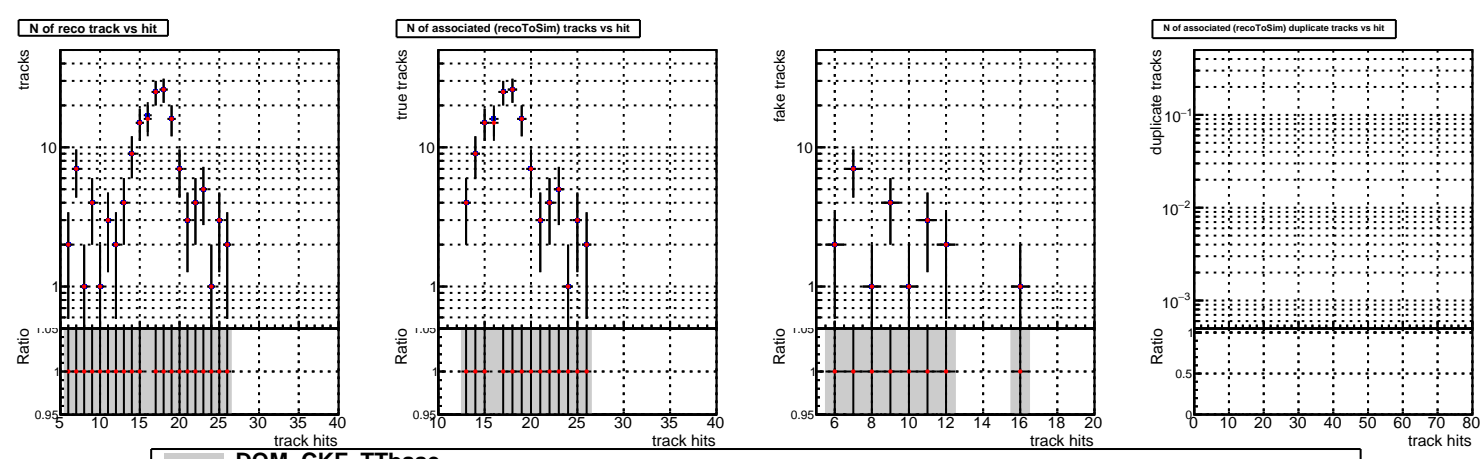 N of reco track vs hit
tracks
10
1
Ratio
1.05
1
0.95
5 10 15 20 25 30 35 40
track hits
N of associated (recoToSim) tracks vs hit
true tracks
10
1
Ratio
1.05
1
0.95
10 15 20 25 30 35 40
track hits
fake tracks
10
1
Ratio
1.05
1
0.95
6 8 10 12 14 16 18 20
track hits
N of associated (recoToSim) duplicate tracks vs hit
duplicate tracks
10⁻¹
10⁻²
10⁻³
Ratio
1
0.5
0
0 10 20 30 40 50 60 70 80
track hits